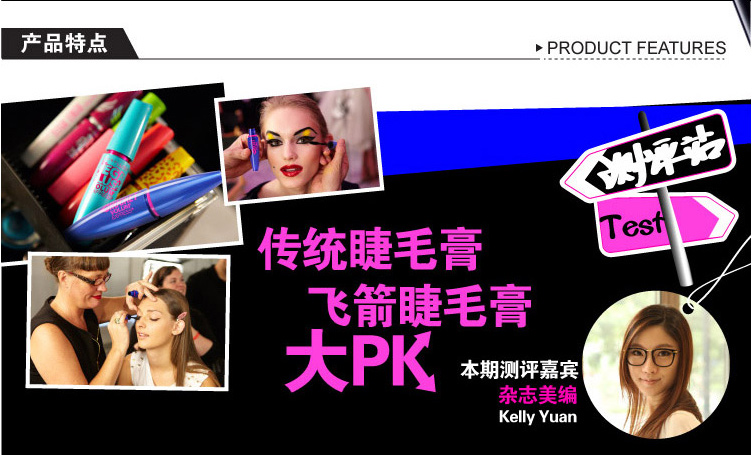 产品特点
PRODUCT FEATURES
测评站
Test
传统睫毛膏
飞箭睫毛膏
大PK
本期测评嘉宾
杂志美编
Kelly Yuan